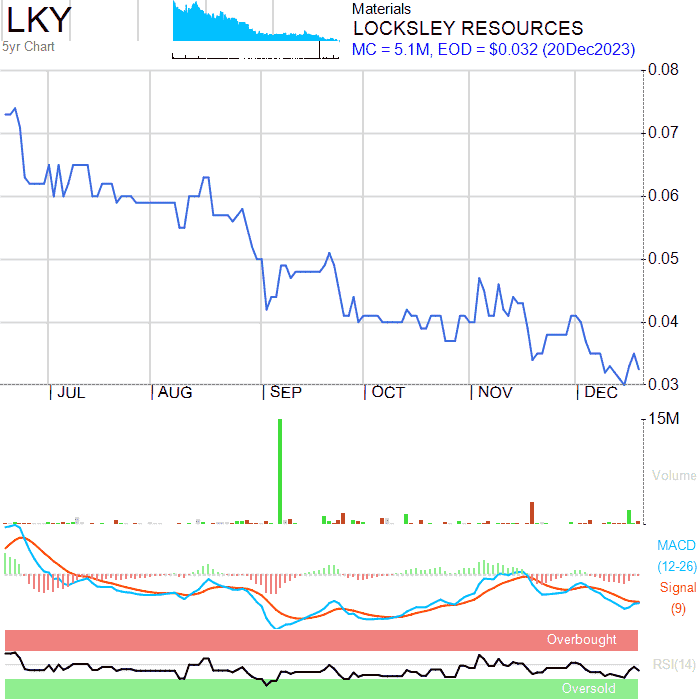 LKY
5yr Chart
Materials
LOCKSLEY RESOURCES
MC = 5.1M, EOD = $0.032 (20Dec2023)
0.08
0.07
0.06
0.05
0.04
0.03
JUL AUG SEP OCT NOV DEC
15M
Volume
MACD
(12-26)
Signal
(9)
Overbought
RSI(14)
Oversold